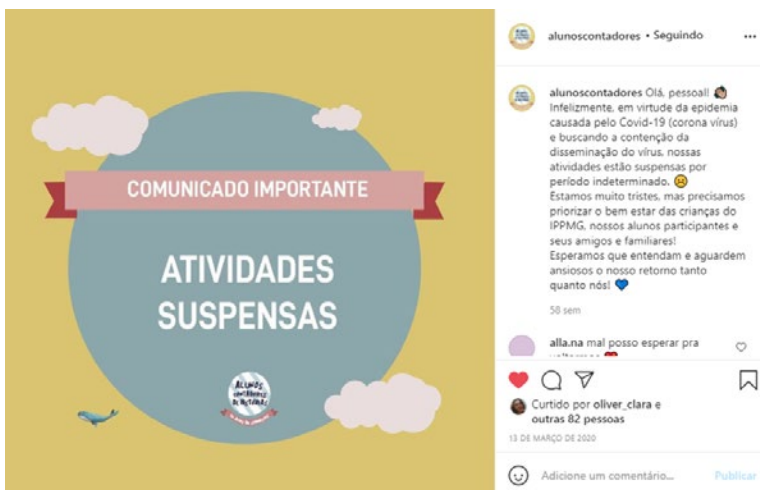 COMUNICADO IMPORTANTE
ATIVIDADES
SUSPENSAS
ALUNOS
CONTADORES
DE HISTÓRIAS
alunoscontadores • Seguindo
alunoscontadores Olá, pessoal!
Infelizmente, em virtude da epidemia
causada pelo Covid-19 (corona vírus)
e buscando a contenção da
disseminação do vírus, nossas
atividades estão suspensas por
período indeterminado.
Estamos muito tristes, mas precisamos
priorizar o bem estar das crianças do
IPPMG, nossos alunos participantes e
seus amigos e familiares!
Esperamos que entendam e aguardem
ansiosos o nosso retorno tanto
quanto nós!
58 sem
alla.na mal posso esperar pra
Curtido por oliver_clara e
outras 82 pessoas
13 DE MARÇO DE 2020
Adicione um comentário...
Publicar